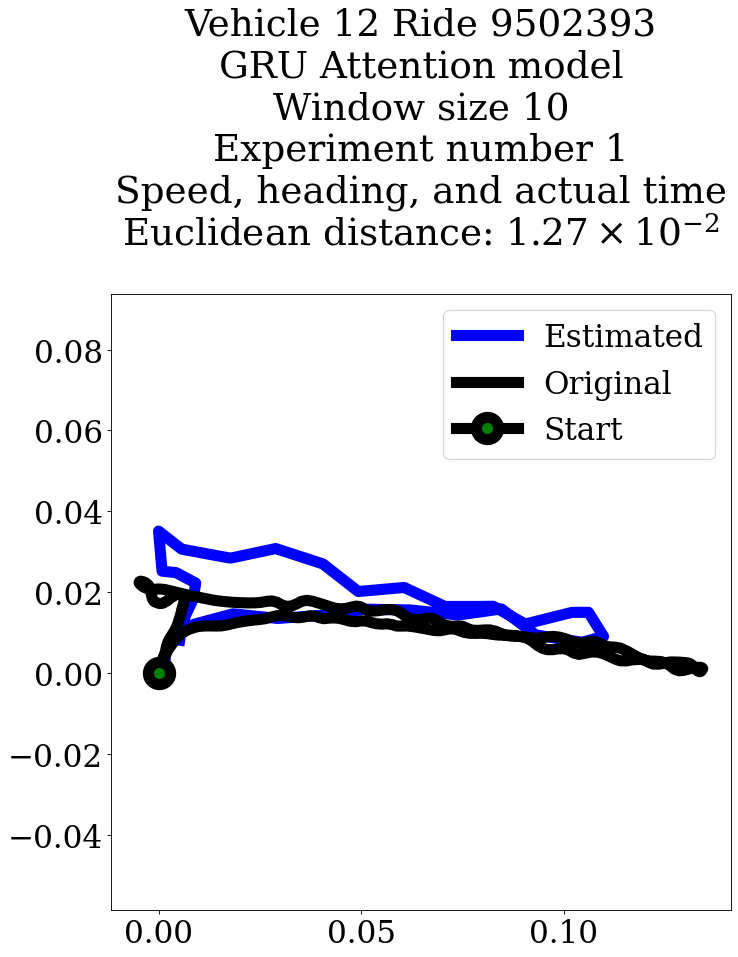 Vehicle 12 Ride 9502393
GRU Attention model
Window size 10
Experiment number 1
Speed, heading, and actual time
Euclidean distance: 1.27 × 10⁻²
Estimated
Original
Start
0.08
0.06
0.04
0.02
0.00
−0.02
−0.04
0.00 0.05 0.10